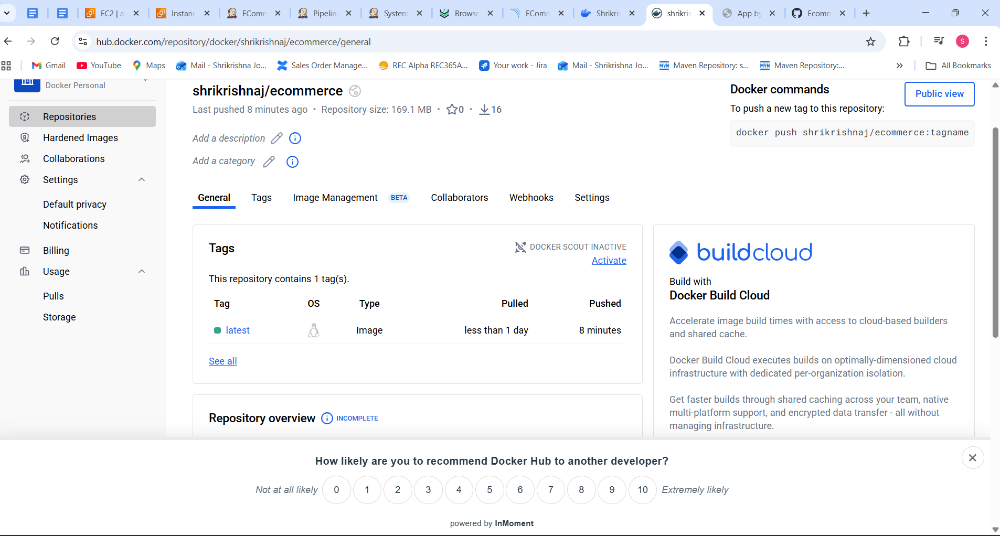 EC2 | a
Instanc
EComm
Pipelin
System
Browse
EComm
Shrikris
shrikris
App by
Ecomm
hub.docker.com/repository/docker/shrikrishnaj/ecommerce/general
S
Gmail
YouTube
Maps
Mail - Shrikrishna Jo...
Sales Order Manage...
REC Alpha REC365A...
Your work - Jira
Mail - Shrikrishna Jo...
MVN
Maven Repository: s...
MVN
Maven Repository:...
All Bookmarks
Docker Personal
Repositories
Hardened Images
Collaborations
Settings
Default privacy
Notifications
Billing
Usage
Pulls
Storage
shrikrishnaj/ecommerce
Last pushed 8 minutes ago • Repository size: 169.1 MB • 0 • 16
Add a description
Add a category
Docker commands
Public view
To push a new tag to this repository:
docker push shrikrishnaj/ecommerce:tagname
General
Tags
Image Management
BETA
Collaborators
Webhooks
Settings
Tags
DOCKER SCOUT INACTIVE
Activate
This repository contains 1 tag(s).
Tag OS Type Pulled Pushed
latest Image less than 1 day 8 minutes
See all
Repository overview
INCOMPLETE
buildcloud
Build with
Docker Build Cloud
Accelerate image build times with access to cloud-based builders
and shared cache.
Docker Build Cloud executes builds on optimally-dimensioned cloud
infrastructure with dedicated per-organization isolation.
Get faster builds through shared caching across your team, native
multi-platform support, and encrypted data transfer - all without
managing infrastructure.
How likely are you to recommend Docker Hub to another developer?
Not at all likely 0 1 2 3 4 5 6 7 8 9 10 Extremely likely
powered by InMoment